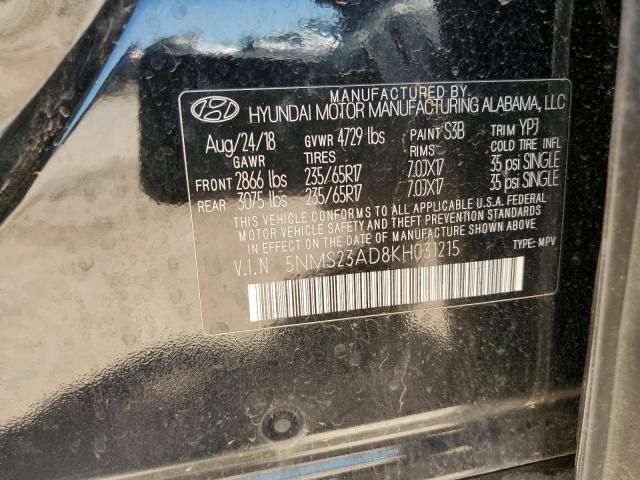 MANUFACTURED BY
HYUNDAI MOTOR MANUFACTURING ALABAMA, LLC
Aug/24/18 GVWR 4729 lbs PAINT S3B TRIM YPJ
GAWR TIRES RIMS COLD TIRE INFL
FRONT 2866 lbs 235/65R17 7.0JX17 35 psi SINGLE
REAR 3075 lbs 235/65R17 7.0JX17 35 psi SINGLE
THIS VEHICLE CONFORMS TO ALL APPLICABLE U.S.A. FEDERAL
MOTOR VEHICLE SAFETY AND THEFT PREVENTION STANDARDS
IN EFFECT ON THE DATE OF MANUFACTURE SHOWN ABOVE.
V.I.N 5NMS23AD8KH031215 TYPE: MPV